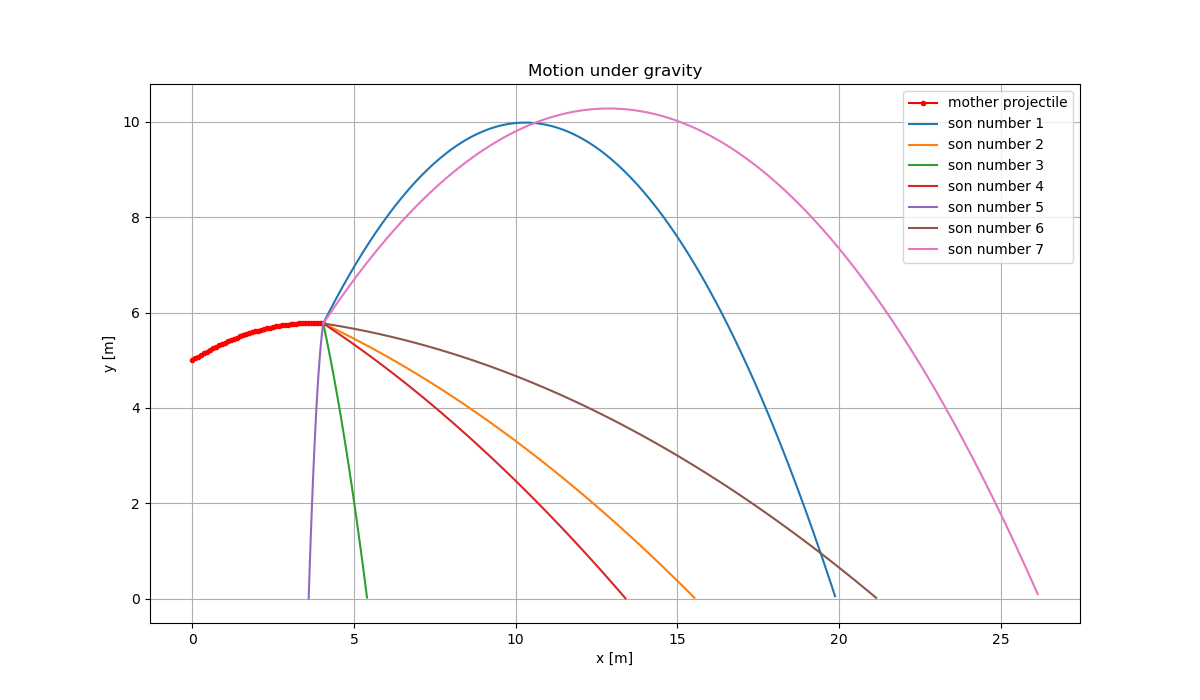 Motion under gravity
mother projectile
son number 1
son number 2
son number 3
son number 4
son number 5
son number 6
son number 7
10
8
6
4
2
0
y [m]
0 5 10 15 20 25
x [m]